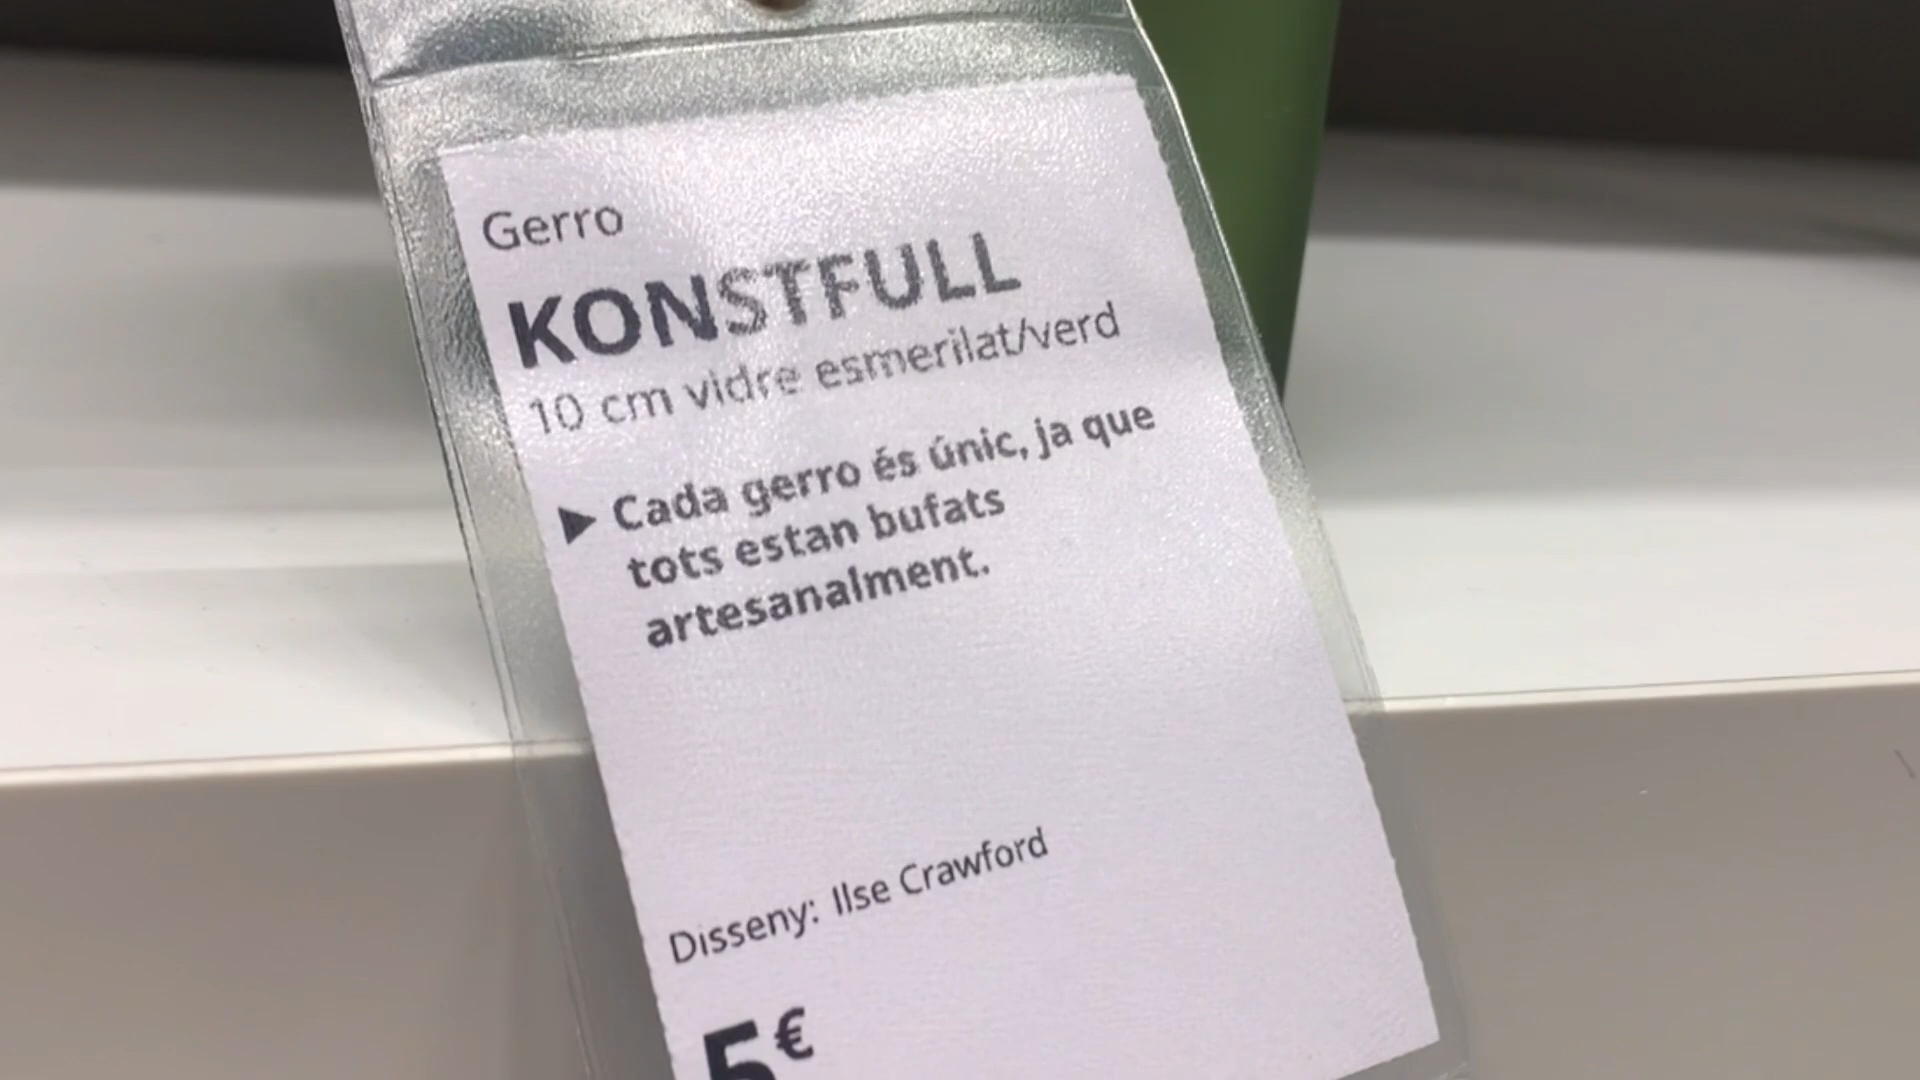 Gerro
KONSTFULL
10 cm vidre esmerilat/verd
▶ Cada gerro és únic, ja que
tots estan bufats
artesanalment.
Disseny: Ilse Crawford
5€